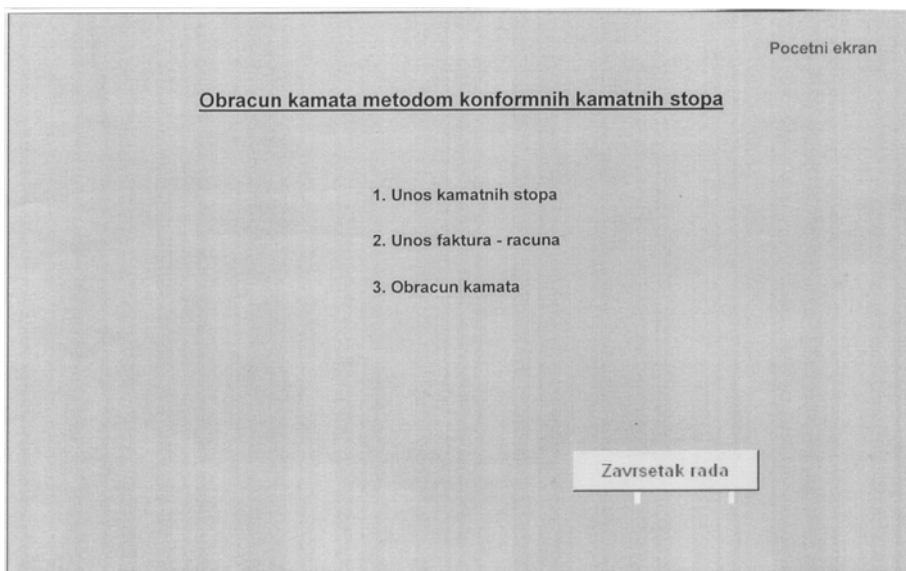 Pocetni ekran
Obracun kamata metodom konformnih kamatnih stopa
1. Unos kamatnih stopa
2. Unos faktura - racuna
3. Obracun kamata
Zavrsetak rada